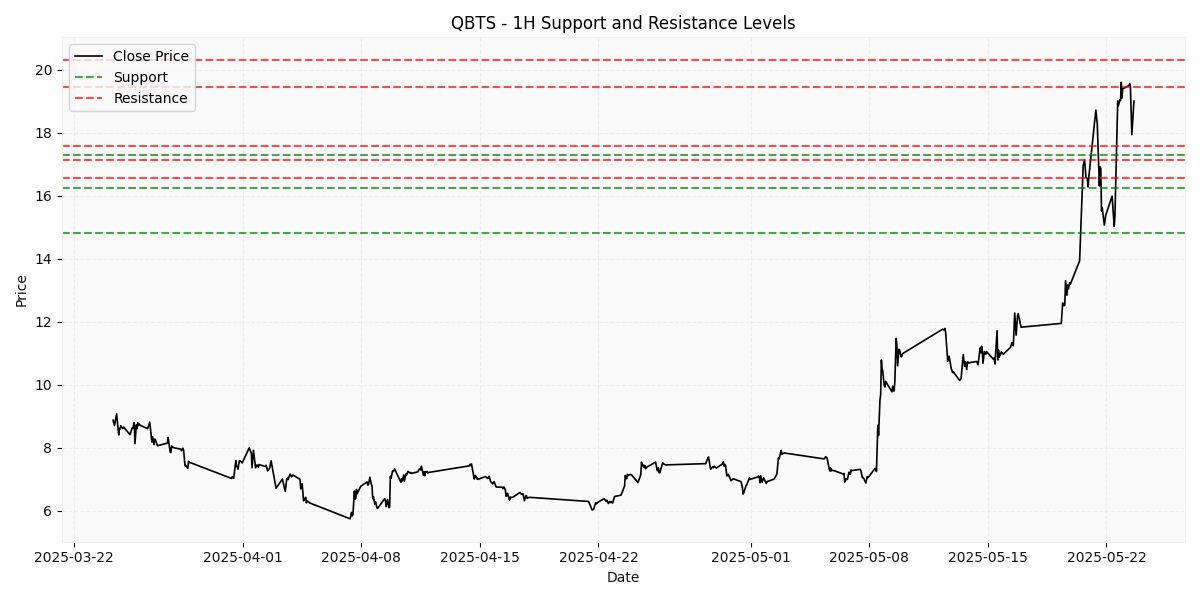 QBTS - 1H Support and Resistance Levels
Close Price
Support
Resistance
Price
20
18
16
14
12
10
8
6
2025-03-22
2025-04-01
2025-04-08
2025-04-15
2025-04-22
2025-05-01
2025-05-08
2025-05-15
2025-05-22
Date